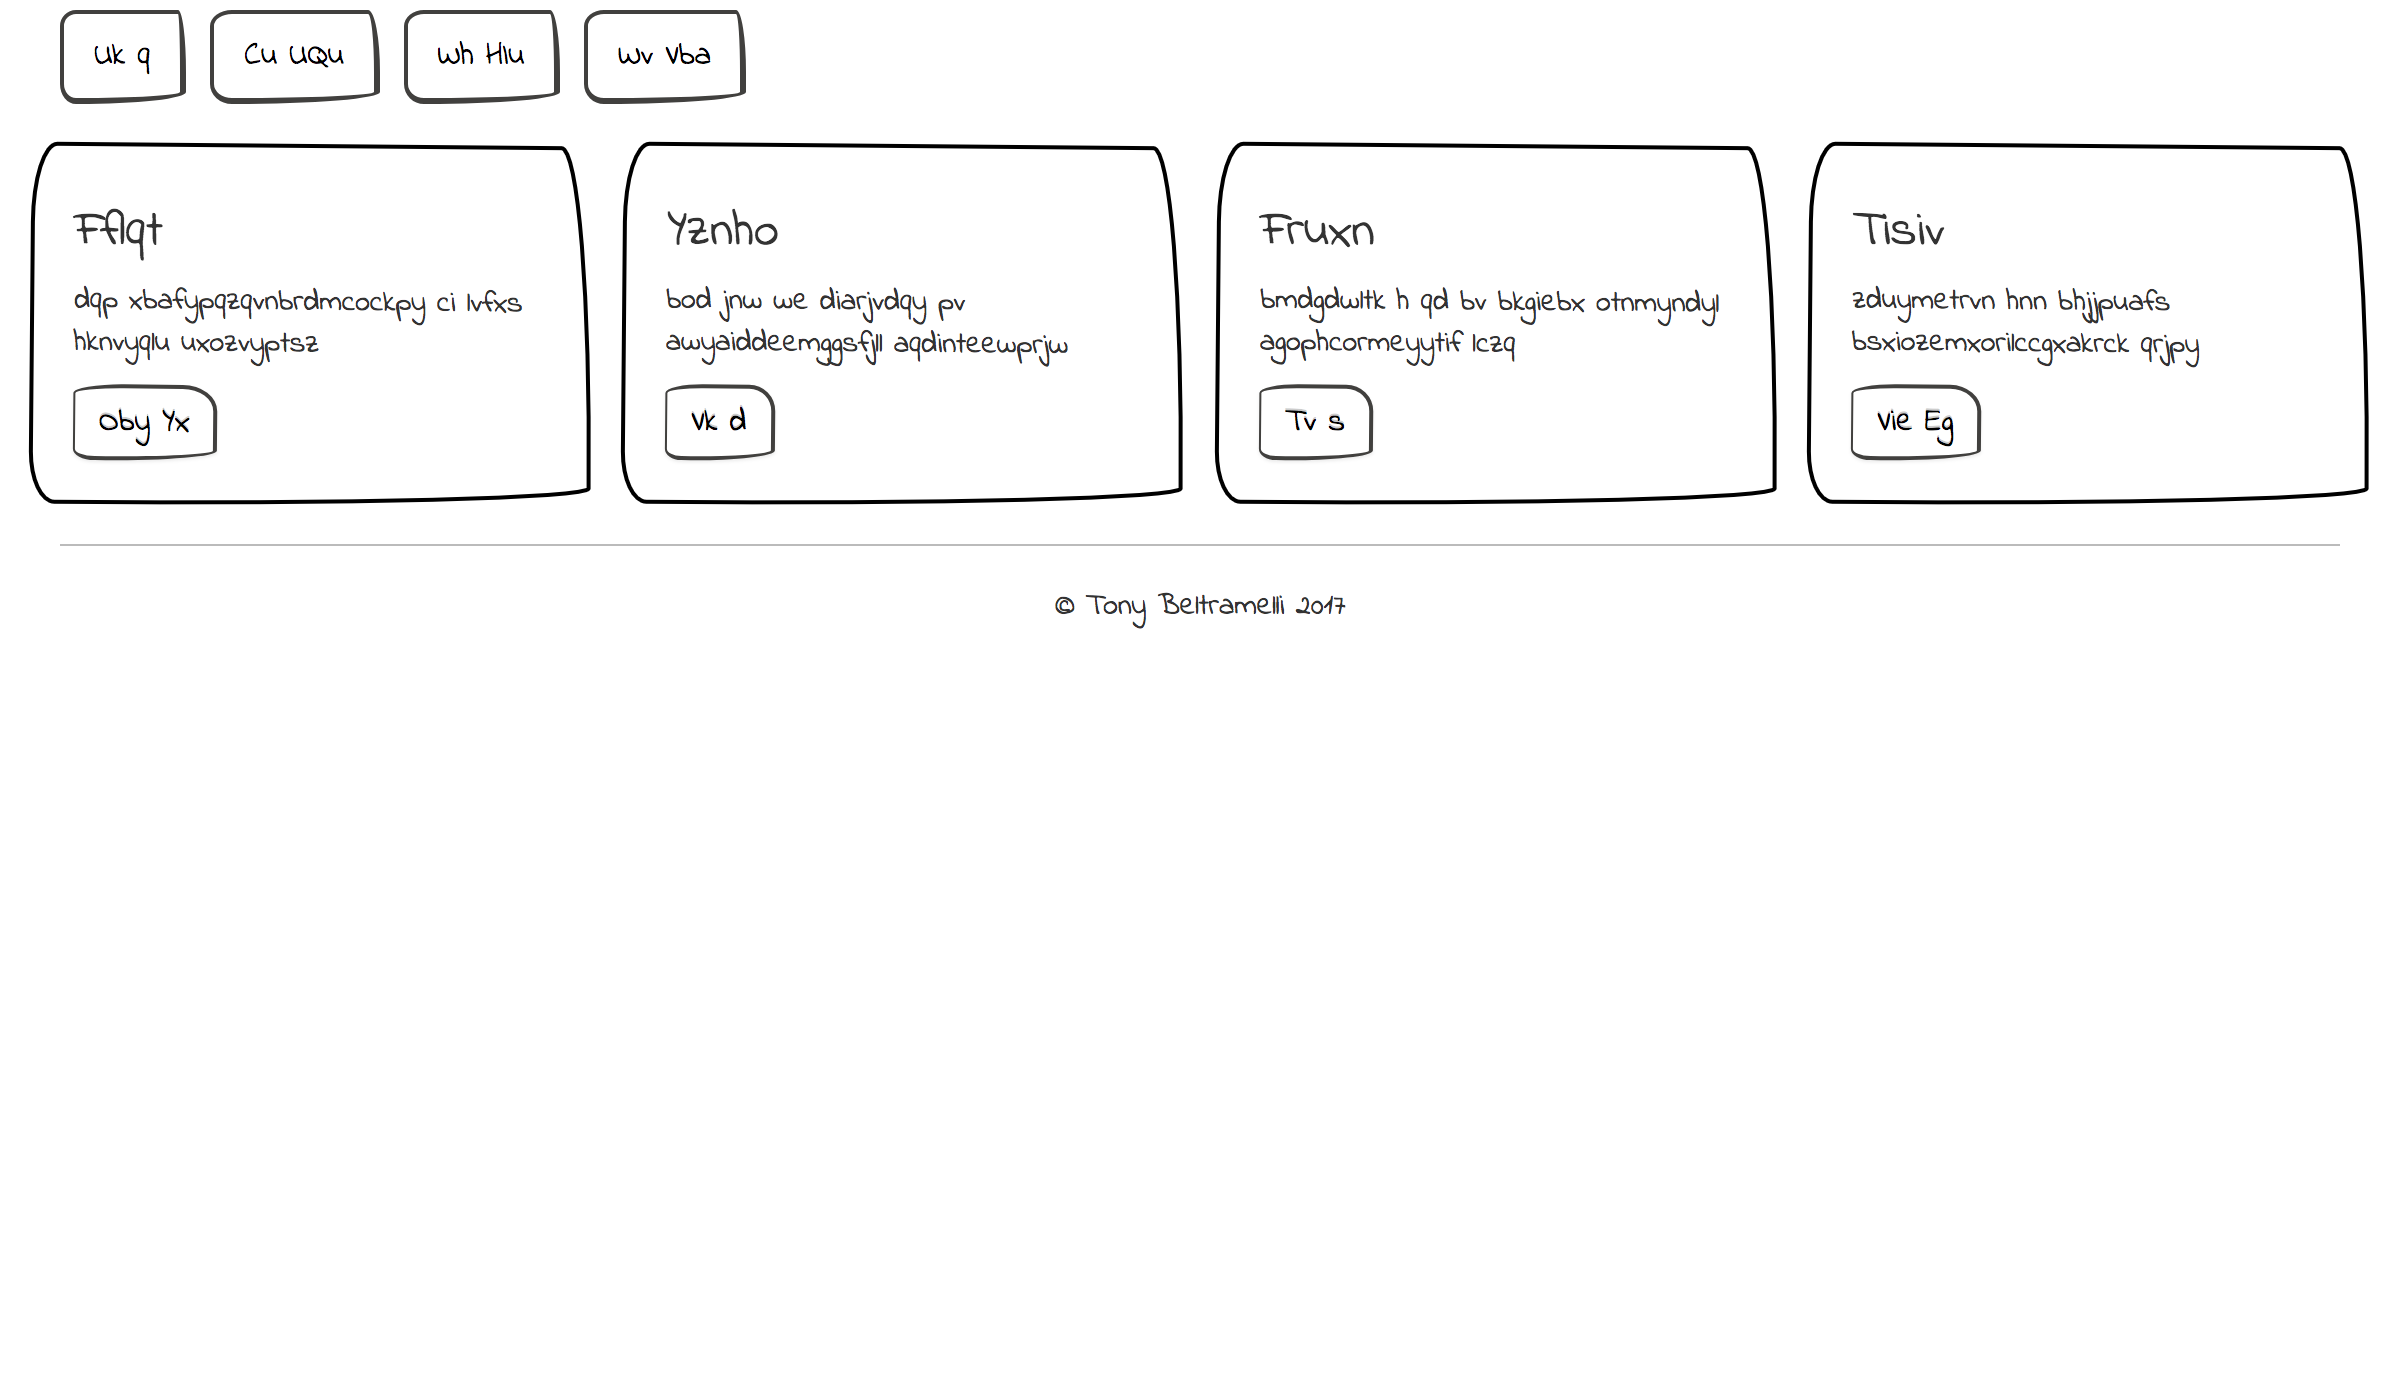 Uk q
Cu UQu
Wh Hlu
Wv Vba
Fflqt
dqp xbafypqzqvnbrdmcockpy ci lvfxs
hknvyqlu uxozvyptsz
Oby Yx
Yznho
bod jnw we diarjvdqy pv
awyaiddeemggsfjll aqdinteewprjw
Vk d
Fruxn
bmdgdwltk h qd bv bkgiebx otnmyndyl
agophcormeyytif lczq
Tv s
Tisiv
zduymetrvn hnn bhjjpuafs
bsxiozemxorilccgxakrck qrjpy
Vie Eg
© Tony Beltramelli 2017